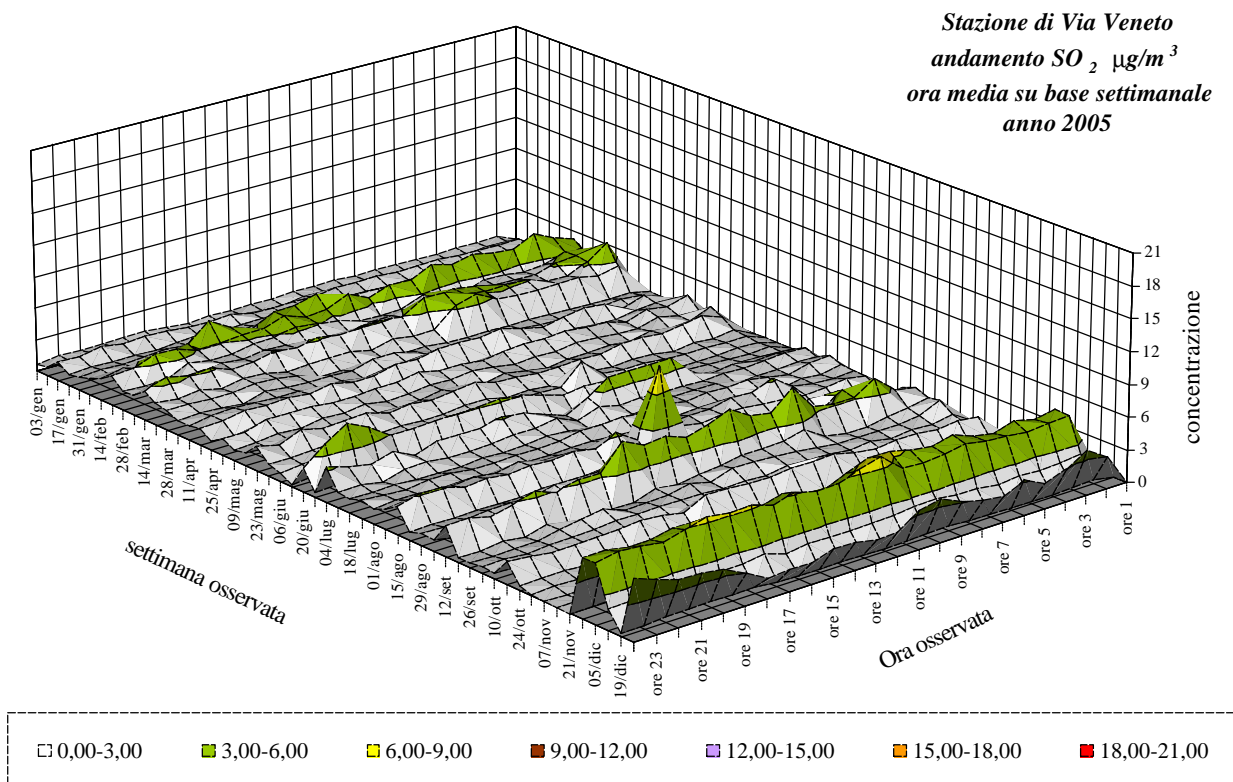 Stazione di Via Veneto
andamento SO 2 µg/m 3
ora media su base settimanale
anno 2005
21
18
15
12
9
6
3
0
concentrazione
03/gen
17/gen
31/gen
14/feb
28/feb
14/mar
28/mar
11/apr
25/apr
09/mag
23/mag
06/giu
20/giu
04/lug
18/lug
01/ago
15/ago
29/ago
12/set
26/set
10/ott
24/ott
07/nov
21/nov
05/dic
19/dic
settimana osservata
ore 23
ore 21
ore 19
ore 17
ore 15
ore 13
ore 11
ore 9
ore 7
ore 5
ore 3
ore 1
Ora osservata
0,00-3,00
3,00-6,00
6,00-9,00
9,00-12,00
12,00-15,00
15,00-18,00
18,00-21,00